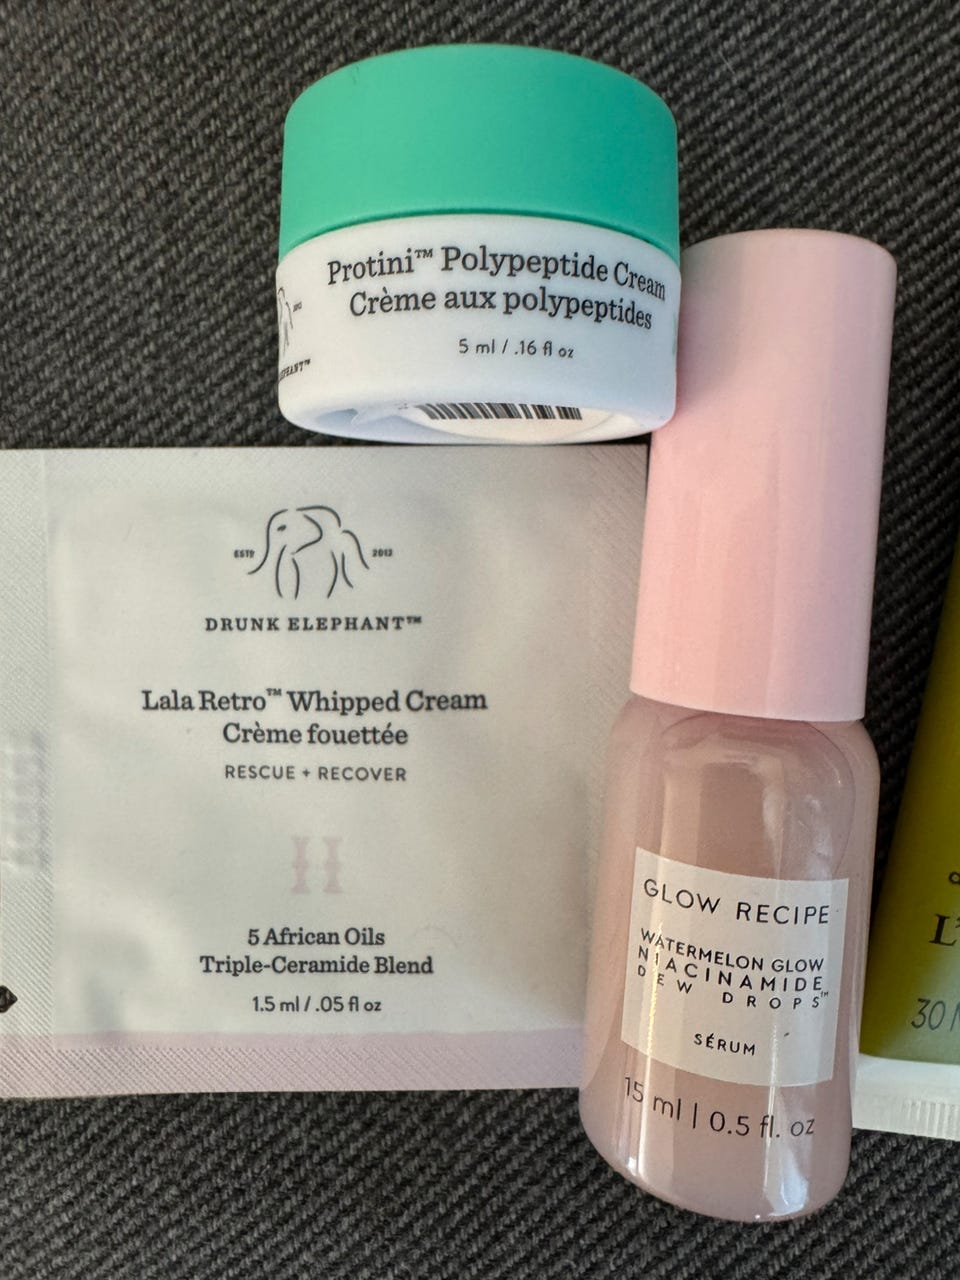 Protini™ Polypeptide Cream
Crème aux polypeptides
5 ml / .16 fl oz
ESTD 2012
DRUNK ELEPHANT™
Lala Retro™ Whipped Cream
Crème fouettée
RESCUE + RECOVER
5 African Oils
Triple-Ceramide Blend
1.5 ml / .05 fl oz
GLOW RECIPE
WATERMELON GLOW
NIACINAMIDE
DEW DROPS™
SÉRUM
15 ml | 0.5 fl. oz
L'
30